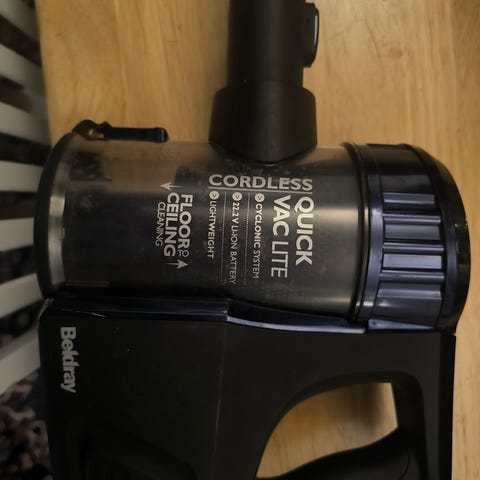 CORDLESS
QUICK
VAC LITE
CYCLONIC SYSTEM
22.2V LI-ION BATTERY
LIGHTWEIGHT
FLOOR TO
CEILING
CLEANING
Beldray